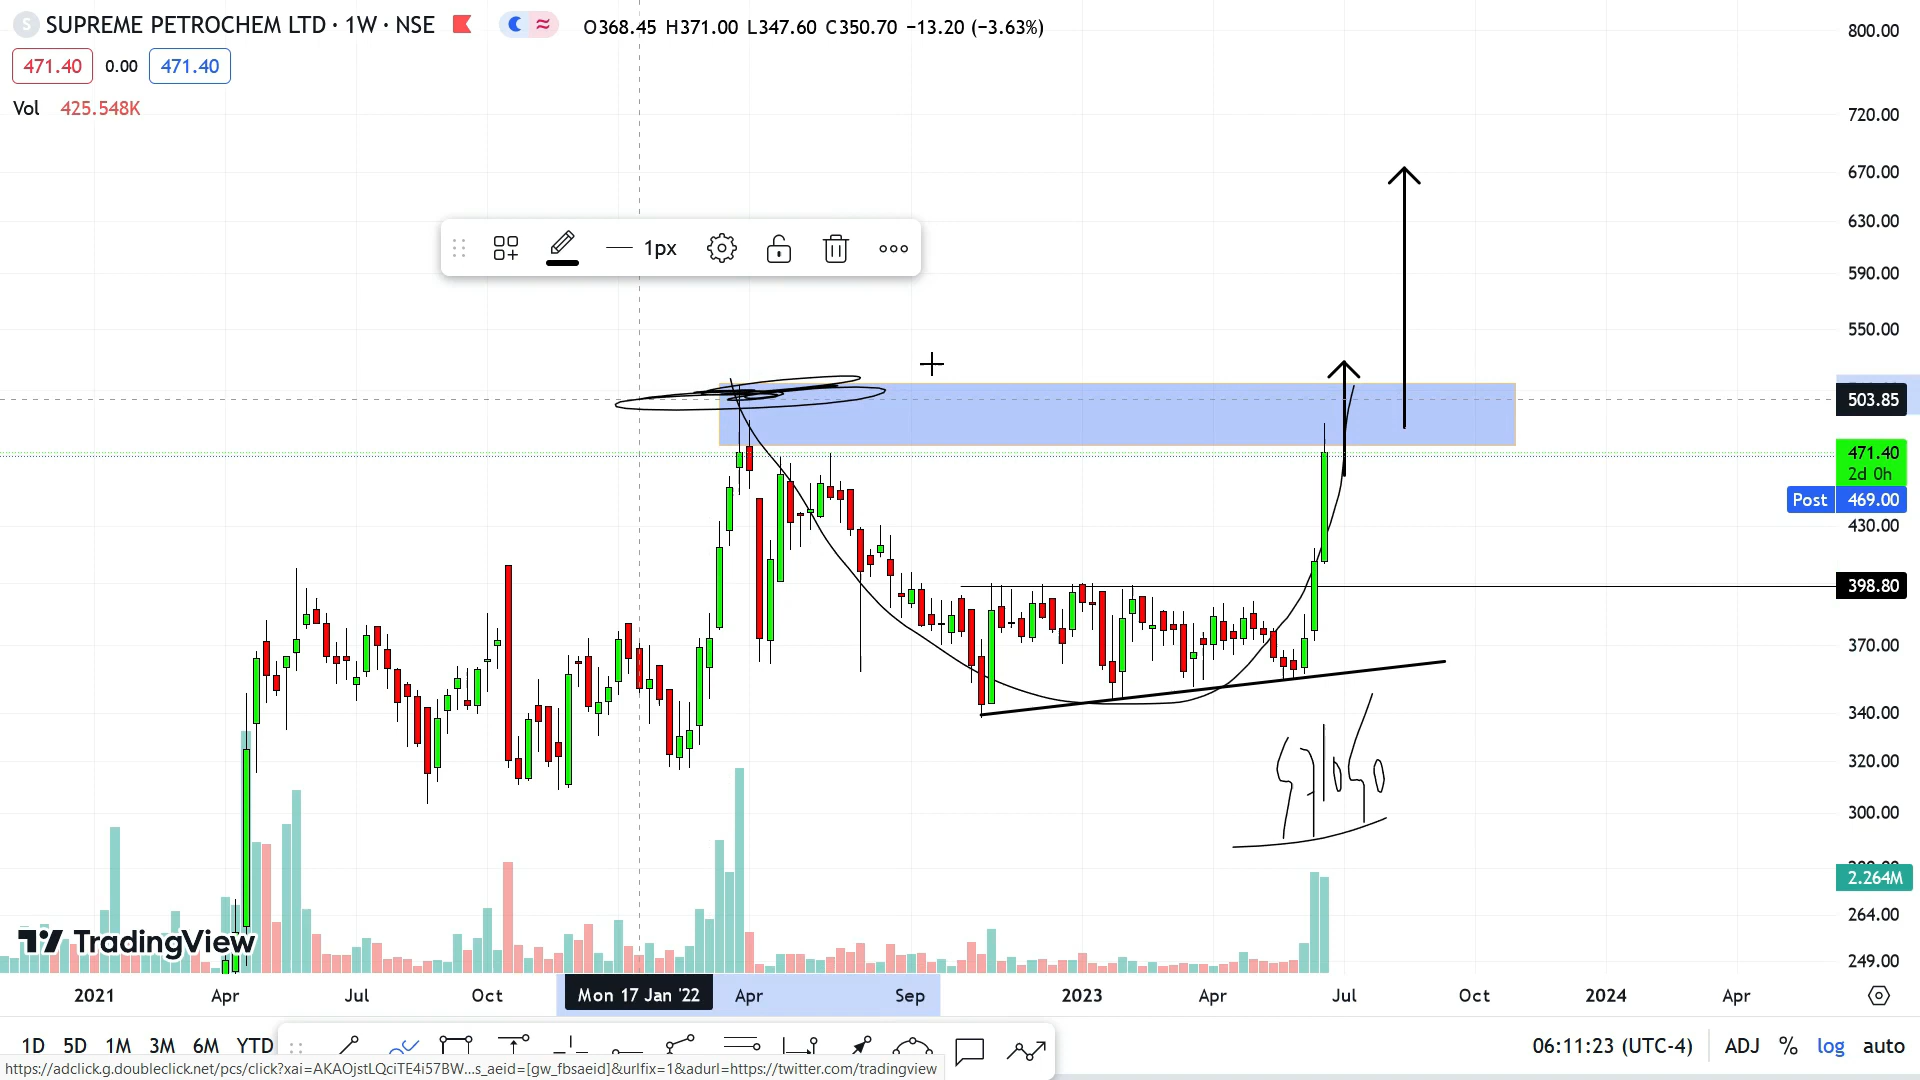 S SUPREME PETROCHEM LTD · 1W · NSE O368.45 H371.00 L347.60 C350.70 −13.20 (−3.63%)
471.40 0.00 471.40
Vol 425.548K
1px
800.00
720.00
670.00
630.00
590.00
550.00
503.85
471.40
2d 0h
Post 469.00
430.00
398.80
370.00
340.00
320.00
300.00
2.264M
264.00
249.00
TradingView
2021 Apr Jul Oct Mon 17 Jan '22 Apr Sep 2023 Apr Jul Oct 2024 Apr
1D 5D 1M 3M 6M YTD 06:11:23 (UTC-4) ADJ % log auto
https://adclick.g.doubleclick.net/pcs/click?xai=AKAOjstLQciTE4i57BW...s_aeid=[gw_fbsaeid]&urlfix=1&adurl=https://twitter.com/tradingview